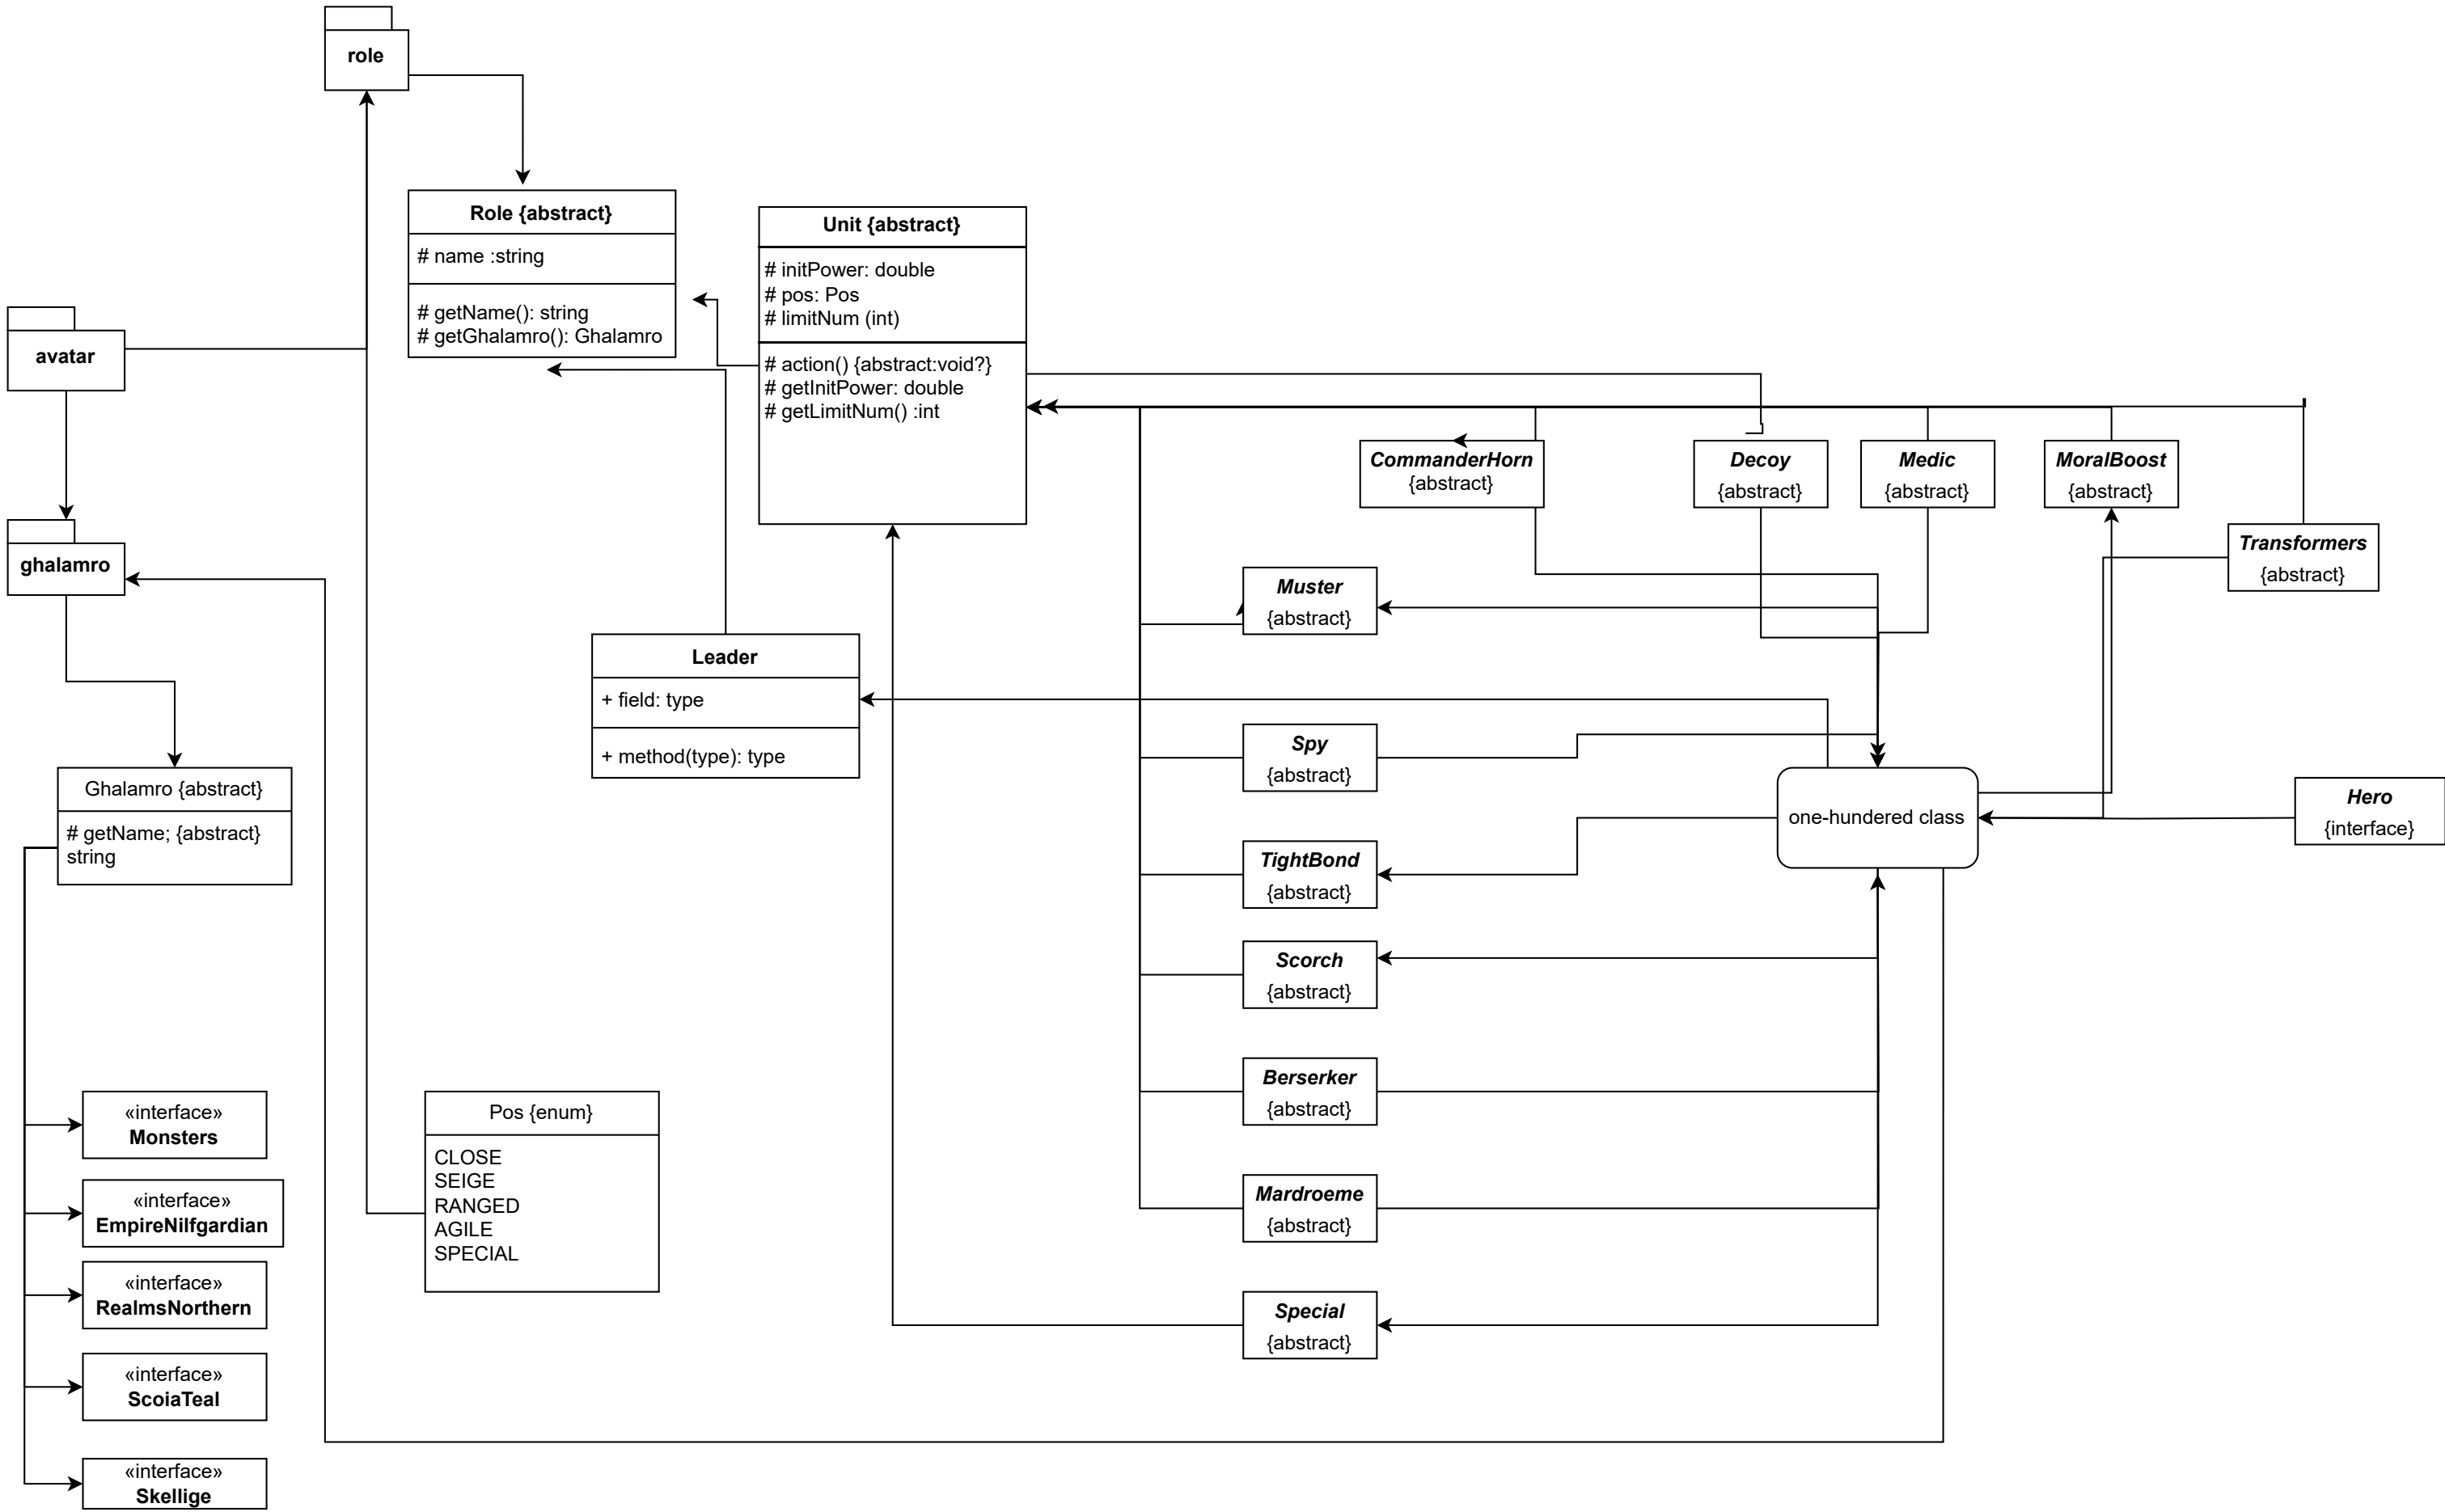 role
Role {abstract}
# name :string
# getName(): string
# getGhalamro(): Ghalamro
Unit {abstract}
# initPower: double
# pos: Pos
# limitNum (int)
# action() {abstract:void?}
# getInitPower: double
# getLimitNum() :int
avatar
ghalamro
CommanderHorn
{abstract}
Decoy
{abstract}
Medic
{abstract}
MoralBoost
{abstract}
Transformers
{abstract}
Muster
{abstract}
Leader
+ field: type
+ method(type): type
Spy
{abstract}
Ghalamro {abstract}
# getName; {abstract}
string
one-hundered class
Hero
{interface}
TightBond
{abstract}
Scorch
{abstract}
Berserker
{abstract}
Mardroeme
{abstract}
Special
{abstract}
Pos {enum}
CLOSE
SEIGE
RANGED
AGILE
SPECIAL
«interface»
Monsters
«interface»
EmpireNilfgardian
«interface»
RealmsNorthern
«interface»
ScoiaTeal
«interface»
Skellige